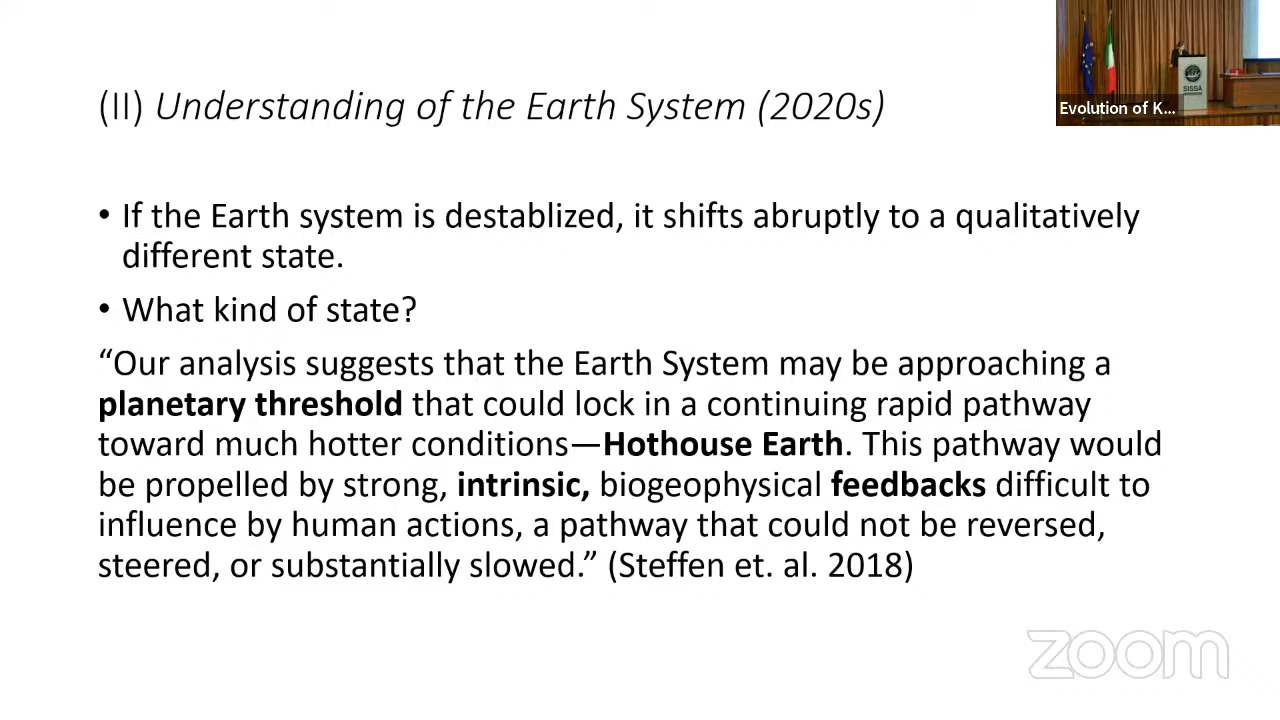 (II) Understanding of the Earth System (2020s)
• If the Earth system is destablized, it shifts abruptly to a qualitatively
different state.
• What kind of state?
“Our analysis suggests that the Earth System may be approaching a
planetary threshold that could lock in a continuing rapid pathway
toward much hotter conditions—Hothouse Earth. This pathway would
be propelled by strong, intrinsic, biogeophysical feedbacks difficult to
influence by human actions, a pathway that could not be reversed,
steered, or substantially slowed.” (Steffen et. al. 2018)
SISSA
Evolution of K...
zoom